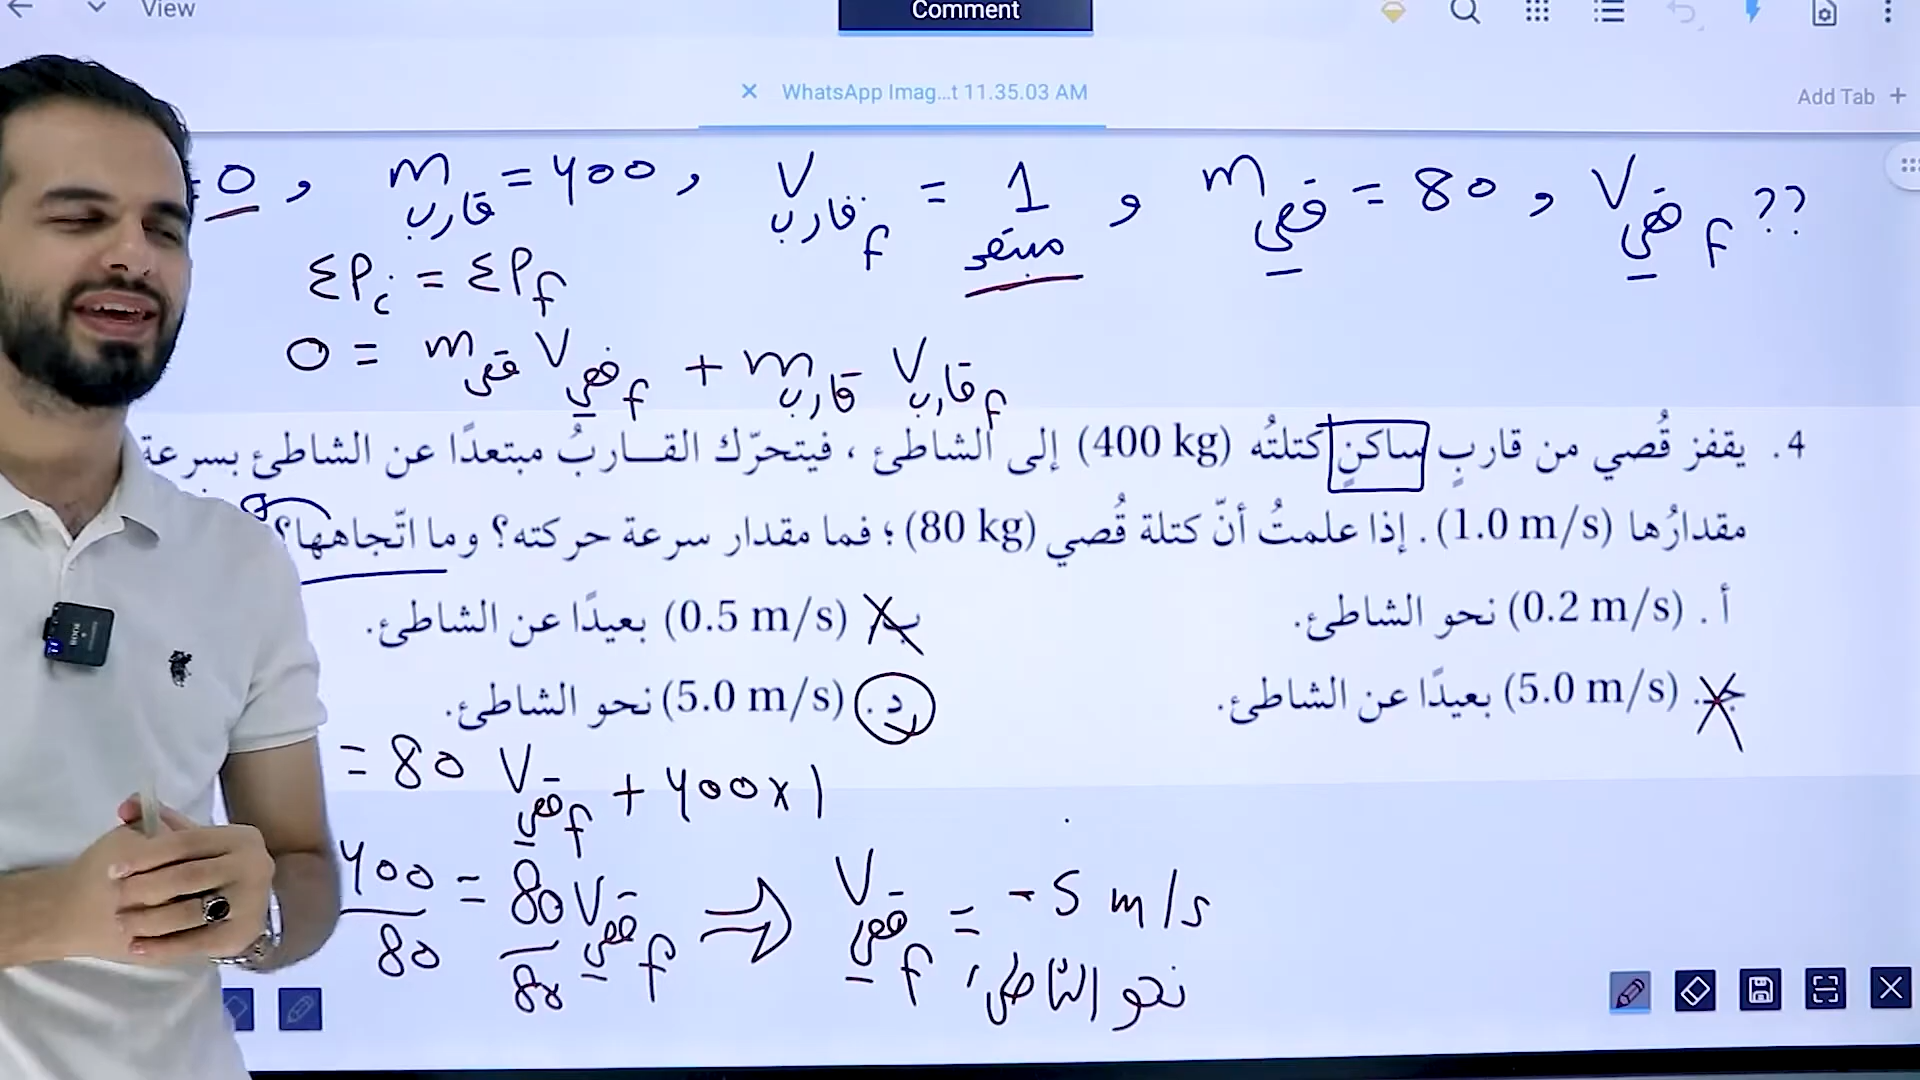 View
Comment
WhatsApp Imag...t 11.35.03 AM
Add Tab +
0 , m قارب = 400 , V قارب f = 1 مبتعد , m قصي = 80 , V قصي f ??
ΣPi = ΣPf
0 = m قصي V قصي f + m قارب V قارب f
4. يقفز قُصي من قاربٍ ساكنٍ كتلتُه (400 kg) إلى الشاطئ ، فيتحرّك القـــاربُ مبتعدًا عن الشاطئ بسرعة
مقدارُها (1.0 m/s) . إذا علمتُ أنّ كتلة قُصي (80 kg) ؛ فما مقدار سرعة حركته؟ وما اتّجاهها؟
أ . (0.2 m/s) نحو الشاطئ.
ب. (0.5 m/s) بعيدًا عن الشاطئ.
جـ. (5.0 m/s) بعيدًا عن الشاطئ.
د . (5.0 m/s) نحو الشاطئ.
= 80 V قصي f + 400 x 1
400/80 = 80 V قصي f/80 ⇒ V قصي f = -5 m/s
نحو الشاطئ